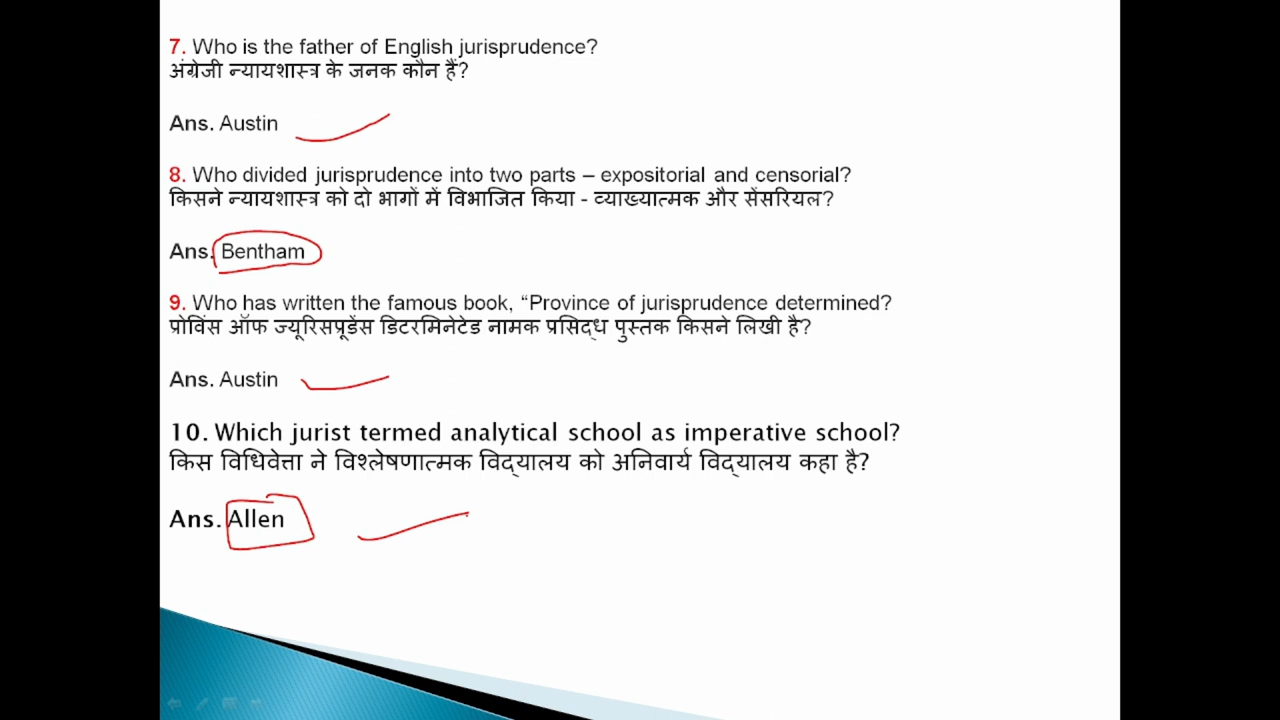 7. Who is the father of English jurisprudence?
अंग्रेजी न्यायशास्त्र के जनक कौन हैं?
Ans. Austin
8. Who divided jurisprudence into two parts – expositorial and censorial?
किसने न्यायशास्त्र को दो भागों में विभाजित किया - व्याख्यात्मक और सेंसरियल?
Ans. Bentham
9. Who has written the famous book, “Province of jurisprudence determined?
प्रोविंस ऑफ ज्यूरिसप्रूडेंस डिटरमिनेटेड नामक प्रसिद्ध पुस्तक किसने लिखी है?
Ans. Austin
10. Which jurist termed analytical school as imperative school?
किस विधिवेत्ता ने विश्लेषणात्मक विद्यालय को अनिवार्य विद्यालय कहा है?
Ans. Allen